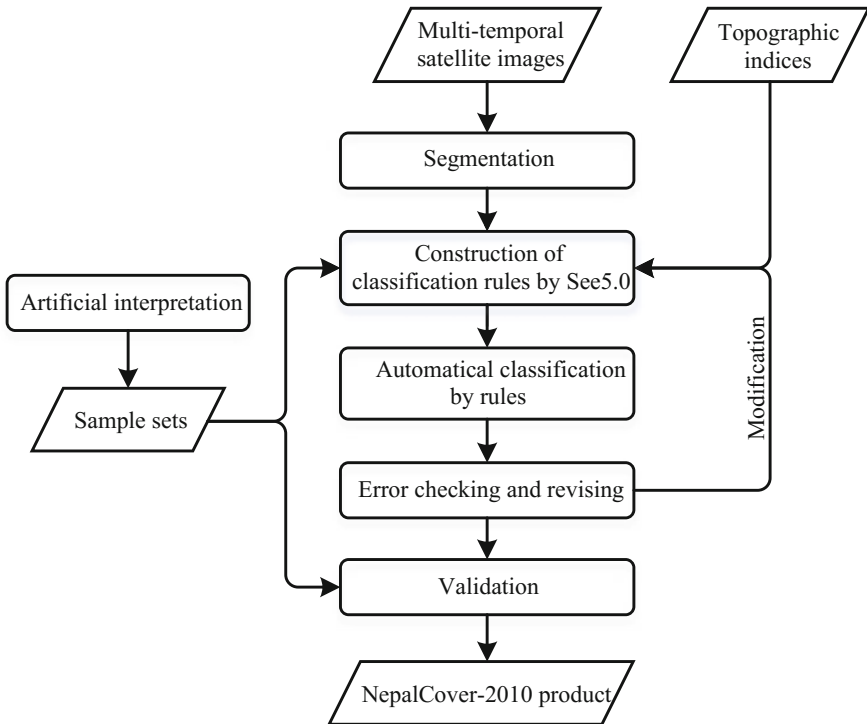 Multi-temporal
satellite images
Topographic
indices
Segmentation
Construction of
classification rules by See5.0
Artificial interpretation
Automatical classification
by rules
Modification
Sample sets
Error checking and revising
Validation
NepalCover-2010 product